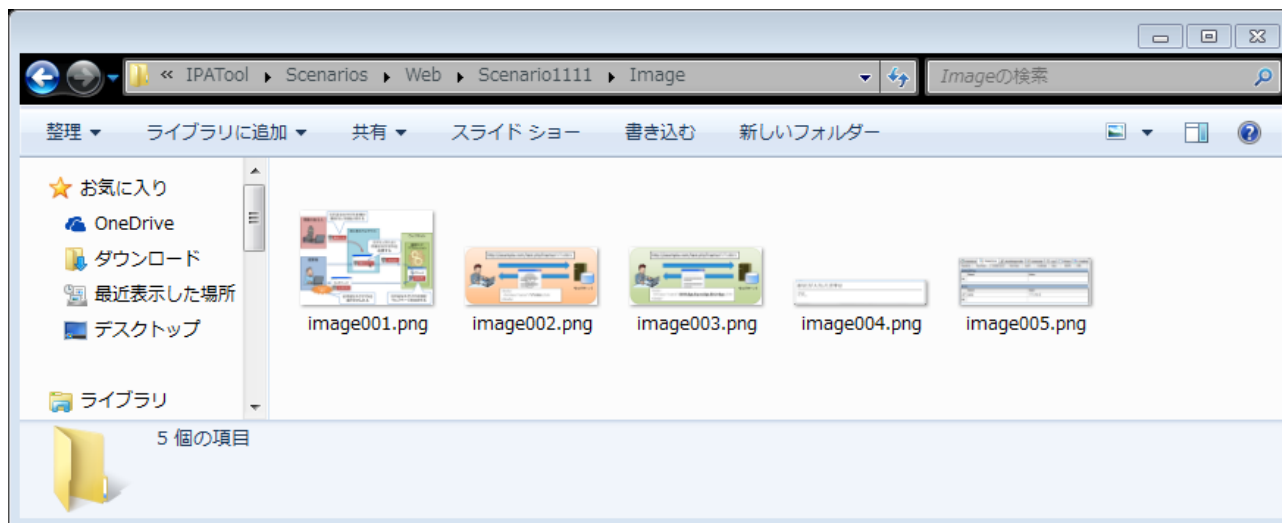 « IPATool ▸ Scenarios ▸ Web ▸ Scenario1111 ▸ Image
Imageの検索
整理 ライブラリに追加 共有 スライド ショー 書き込む 新しいフォルダー
お気に入り
OneDrive
ダウンロード
最近表示した場所
デスクトップ
ライブラリ
image001.png image002.png image003.png image004.png image005.png
5 個の項目